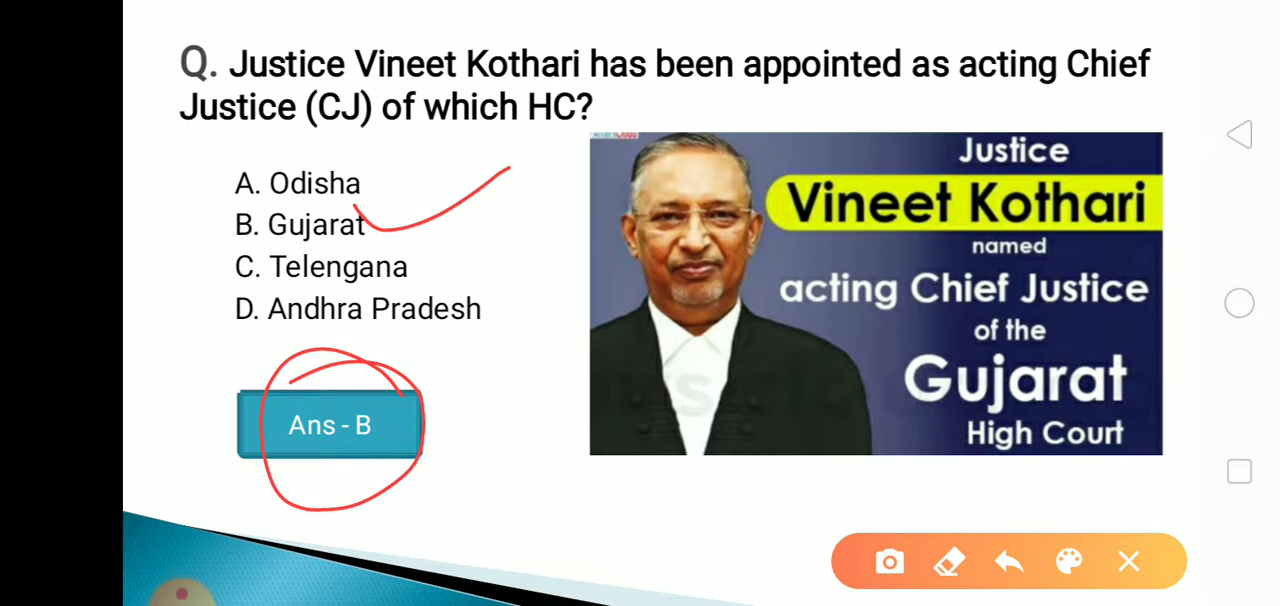 Q. Justice Vineet Kothari has been appointed as acting Chief
Justice (CJ) of which HC?
A. Odisha
B. Gujarat
C. Telengana
D. Andhra Pradesh
Ans - B
Justice
Vineet Kothari
named
acting Chief Justice
of the
Gujarat
High Court